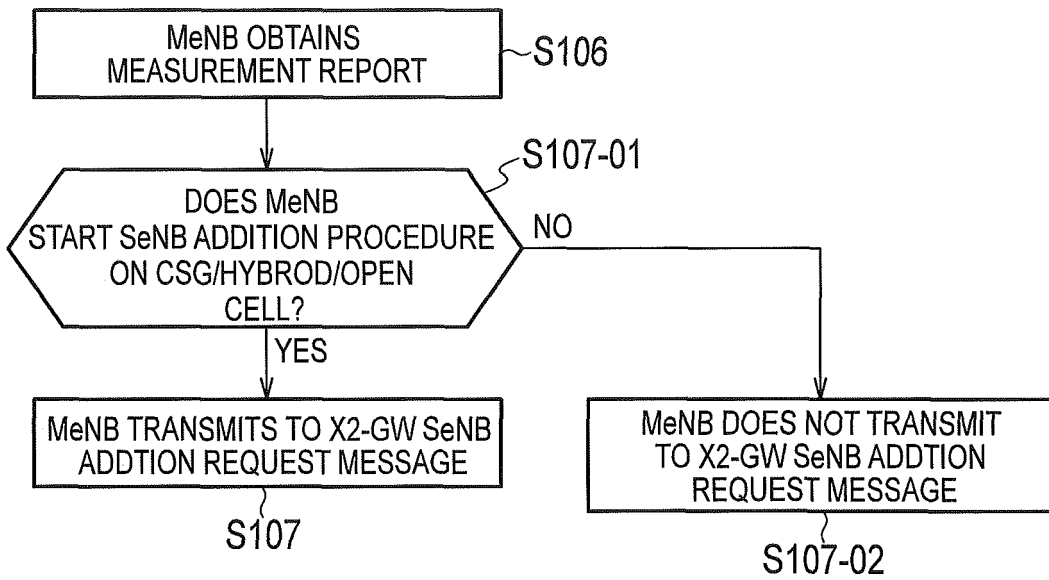 MeNB OBTAINS
MEASUREMENT REPORT
S106
S107-01
DOES MeNB
START SeNB ADDITION PROCEDURE
ON CSG/HYBROD/OPEN
CELL?
NO
YES
MeNB TRANSMITS TO X2-GW SeNB
ADDTION REQUEST MESSAGE
S107
MeNB DOES NOT TRANSMIT
TO X2-GW SeNB ADDTION
REQUEST MESSAGE
S107-02